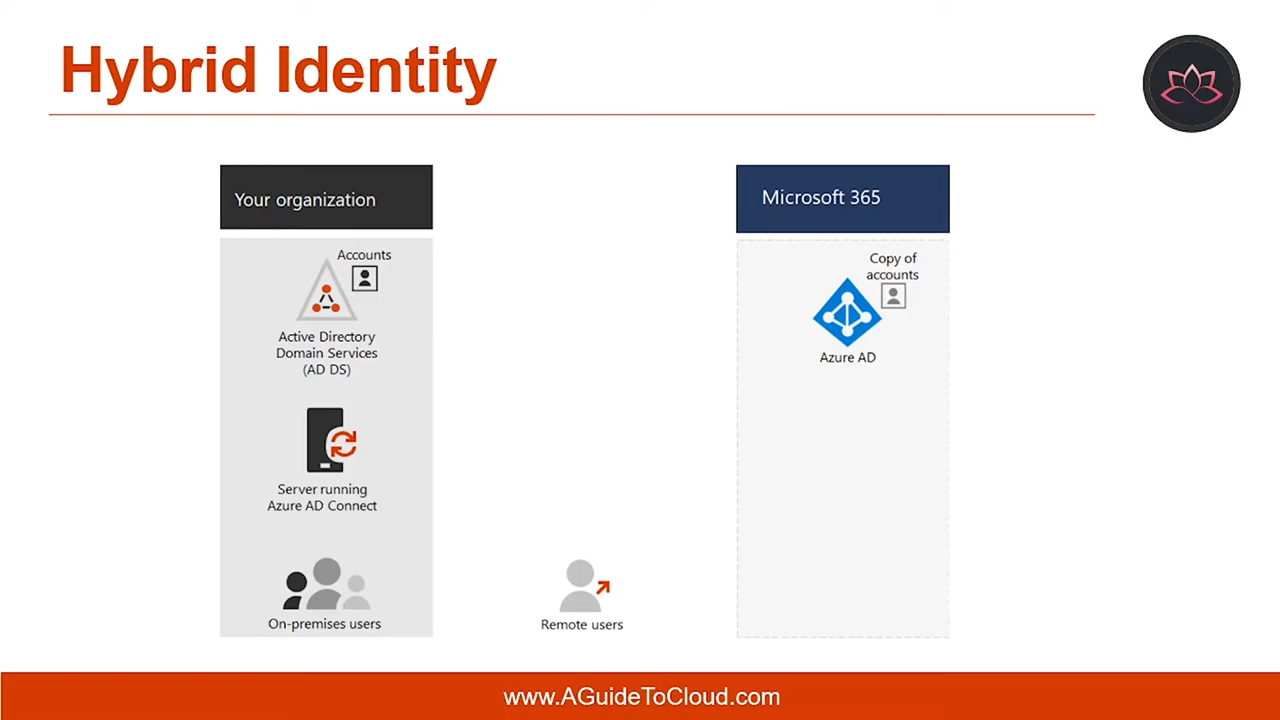 Hybrid Identity
Your organization
Accounts
Active Directory
Domain Services
(AD DS)
Server running
Azure AD Connect
On-premises users
Remote users
Microsoft 365
Copy of
accounts
Azure AD
www.AGuideToCloud.com